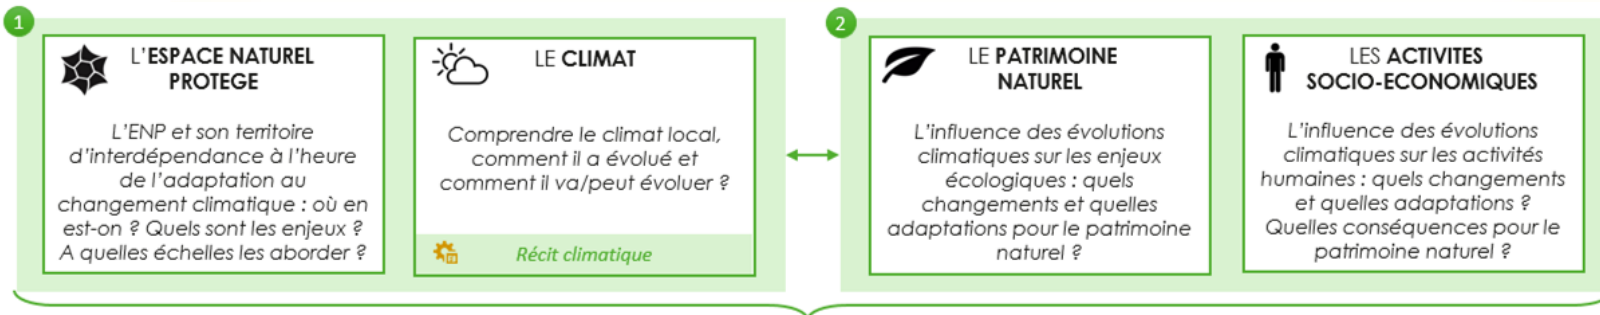 1
L'ESPACE NATUREL
PROTEGE
L'ENP et son territoire
d'interdépendance à l'heure
de l'adaptation au
changement climatique : où en
est-on ? Quels sont les enjeux ?
A quelles échelles les aborder ?
LE CLIMAT
Comprendre le climat local,
comment il a évolué et
comment il va/peut évoluer ?
Récit climatique
2
LE PATRIMOINE
NATUREL
L'influence des évolutions
climatiques sur les enjeux
écologiques : quels
changements et quelles
adaptations pour le patrimoine
naturel ?
LES ACTIVITES
SOCIO-ECONOMIQUES
L'influence des évolutions
climatiques sur les activités
humaines : quels changements
et quelles adaptations ?
Quelles conséquences pour le
patrimoine naturel ?